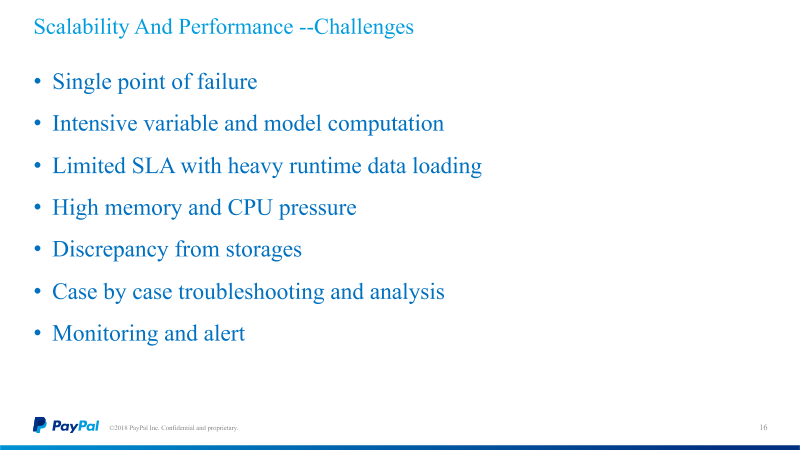 Scalability And Performance --Challenges
• Single point of failure
• Intensive variable and model computation
• Limited SLA with heavy runtime data loading
• High memory and CPU pressure
• Discrepancy from storages
• Case by case troubleshooting and analysis
• Monitoring and alert
PayPal ©2018 PayPal Inc. Confidential and proprietary. 16